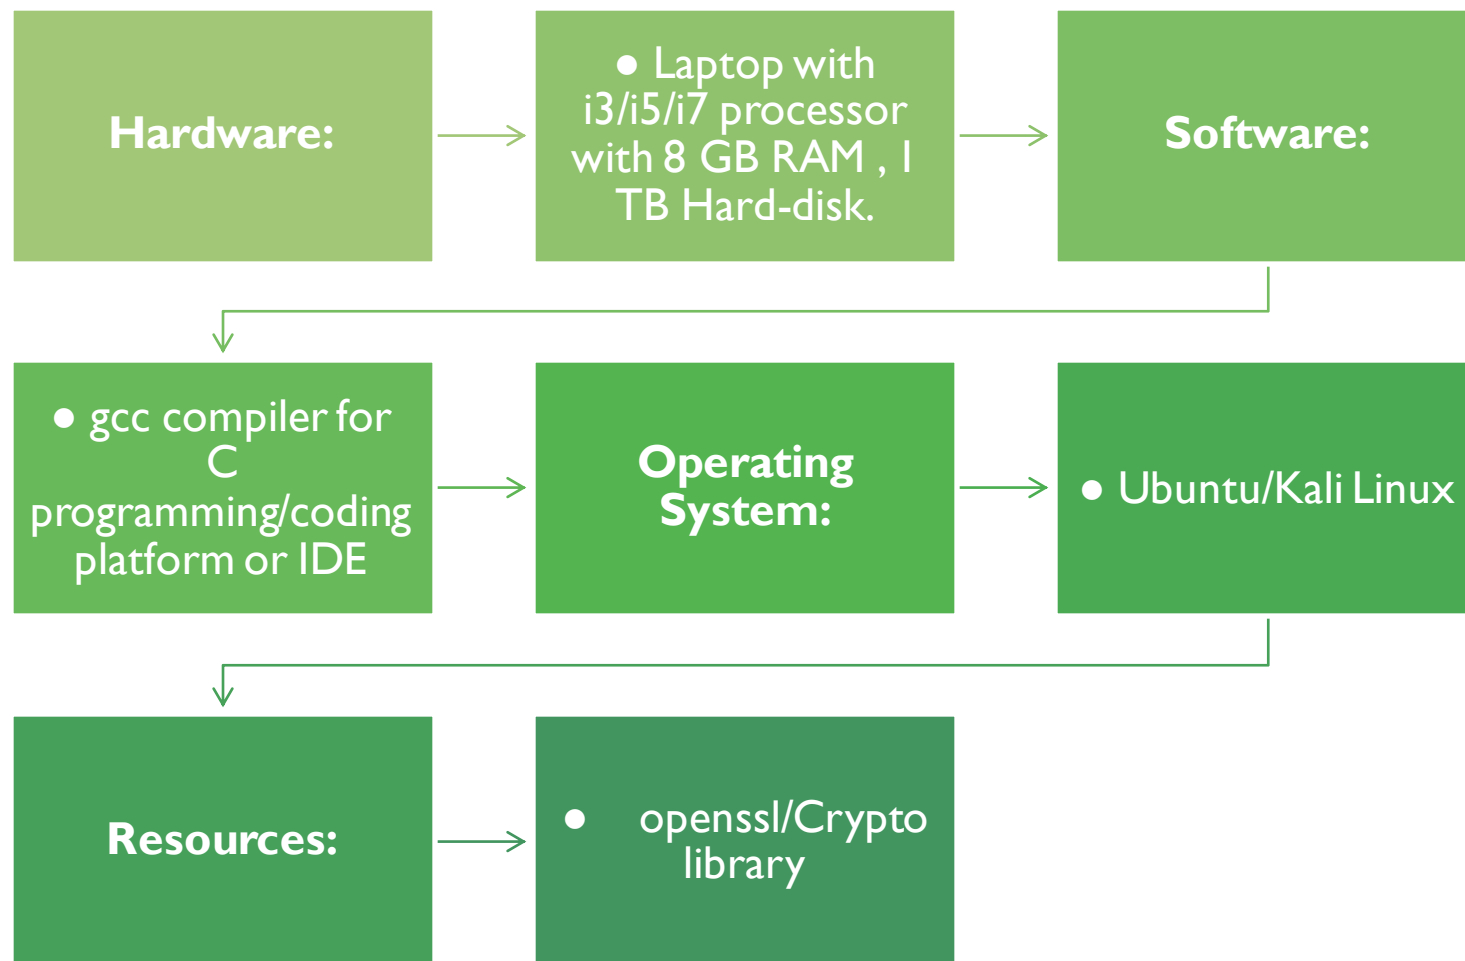 Hardware:
● Laptop with
i3/i5/i7 processor
with 8 GB RAM , 1
TB Hard-disk.
Software:
● gcc compiler for
C
programming/coding
platform or IDE
Operating
System:
● Ubuntu/Kali Linux
Resources:
● openssl/Crypto
library